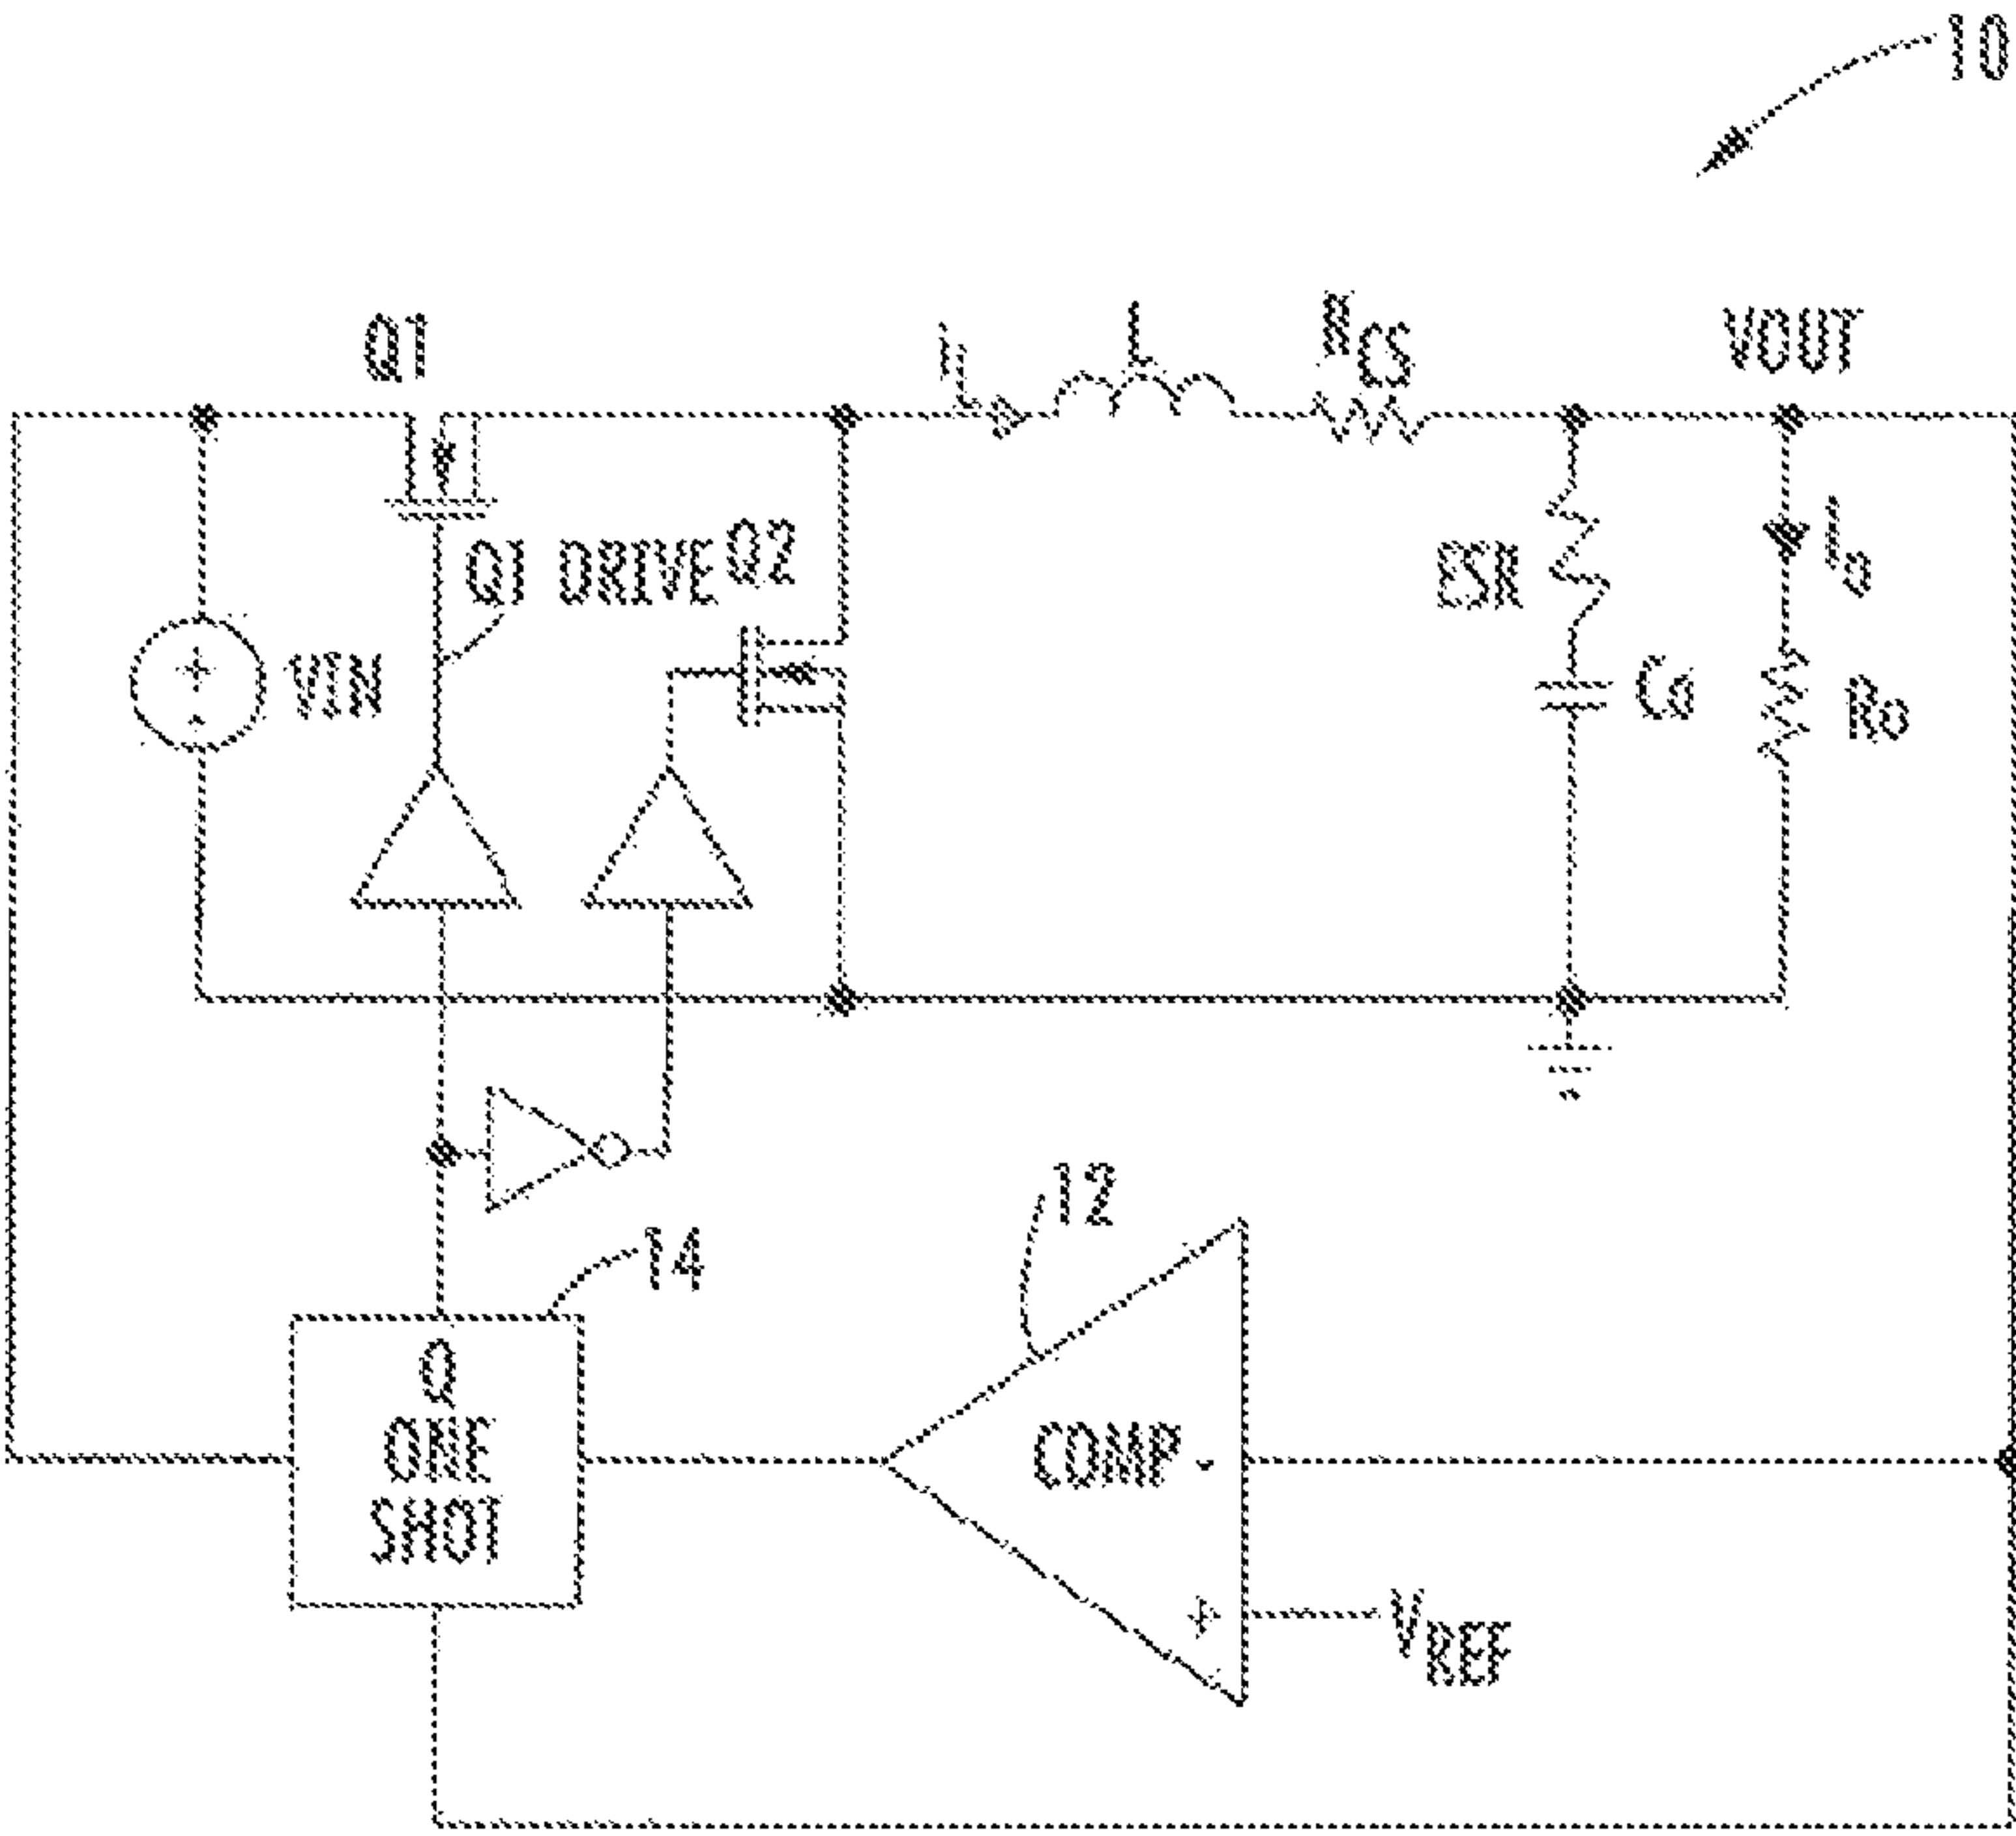 10
Q1
IL
L
RCS
VOUT
Q1 DRIVE
Q2
ESR
Io
VIN
+
-
Co
Ro
12
14
Q
ONE
SHOT
COMP
-
+
VREF